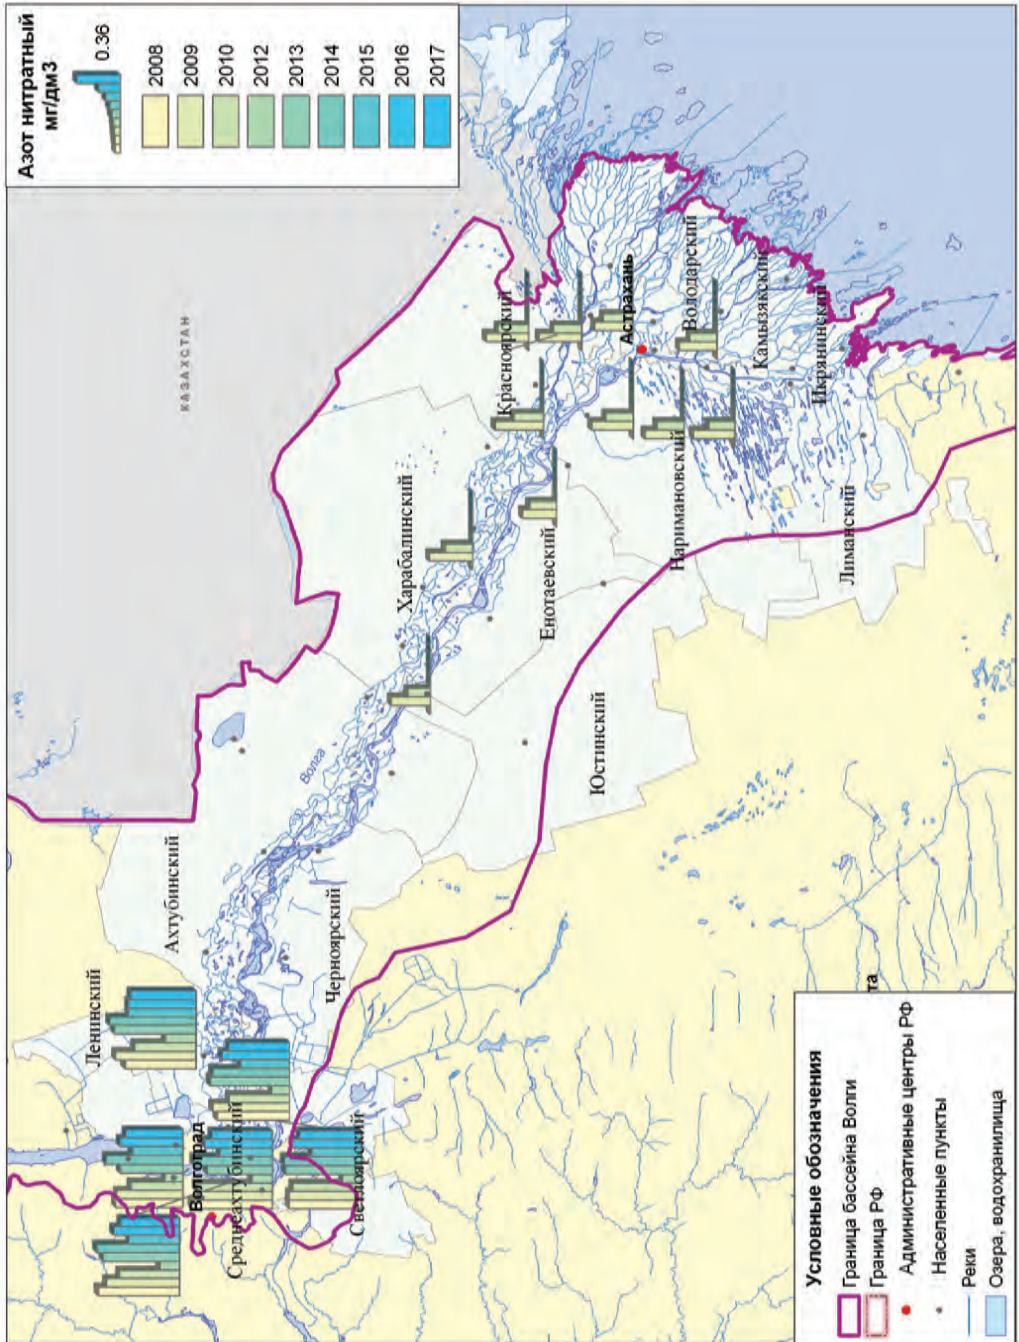 Азот нитратный
мг/дм3
0.36
2008
2009
2010
2012
2013
2014
2015
2016
2017
КАЗАХСТАН
Ленинский
Ахтубинский
Волгоград
Среднеахтубинский
Светлоярский
Черноярский
Волга
Харабалинский
Енотаевский
Юстинский
Красноярский
Астрахань
Наримановский
Володарский
Камызякский
Икрянинский
Лиманский
та
Условные обозначения
Граница бассейна Волги
Граница РФ
Административные центры РФ
Населенные пункты
Реки
Озера, водохранилища